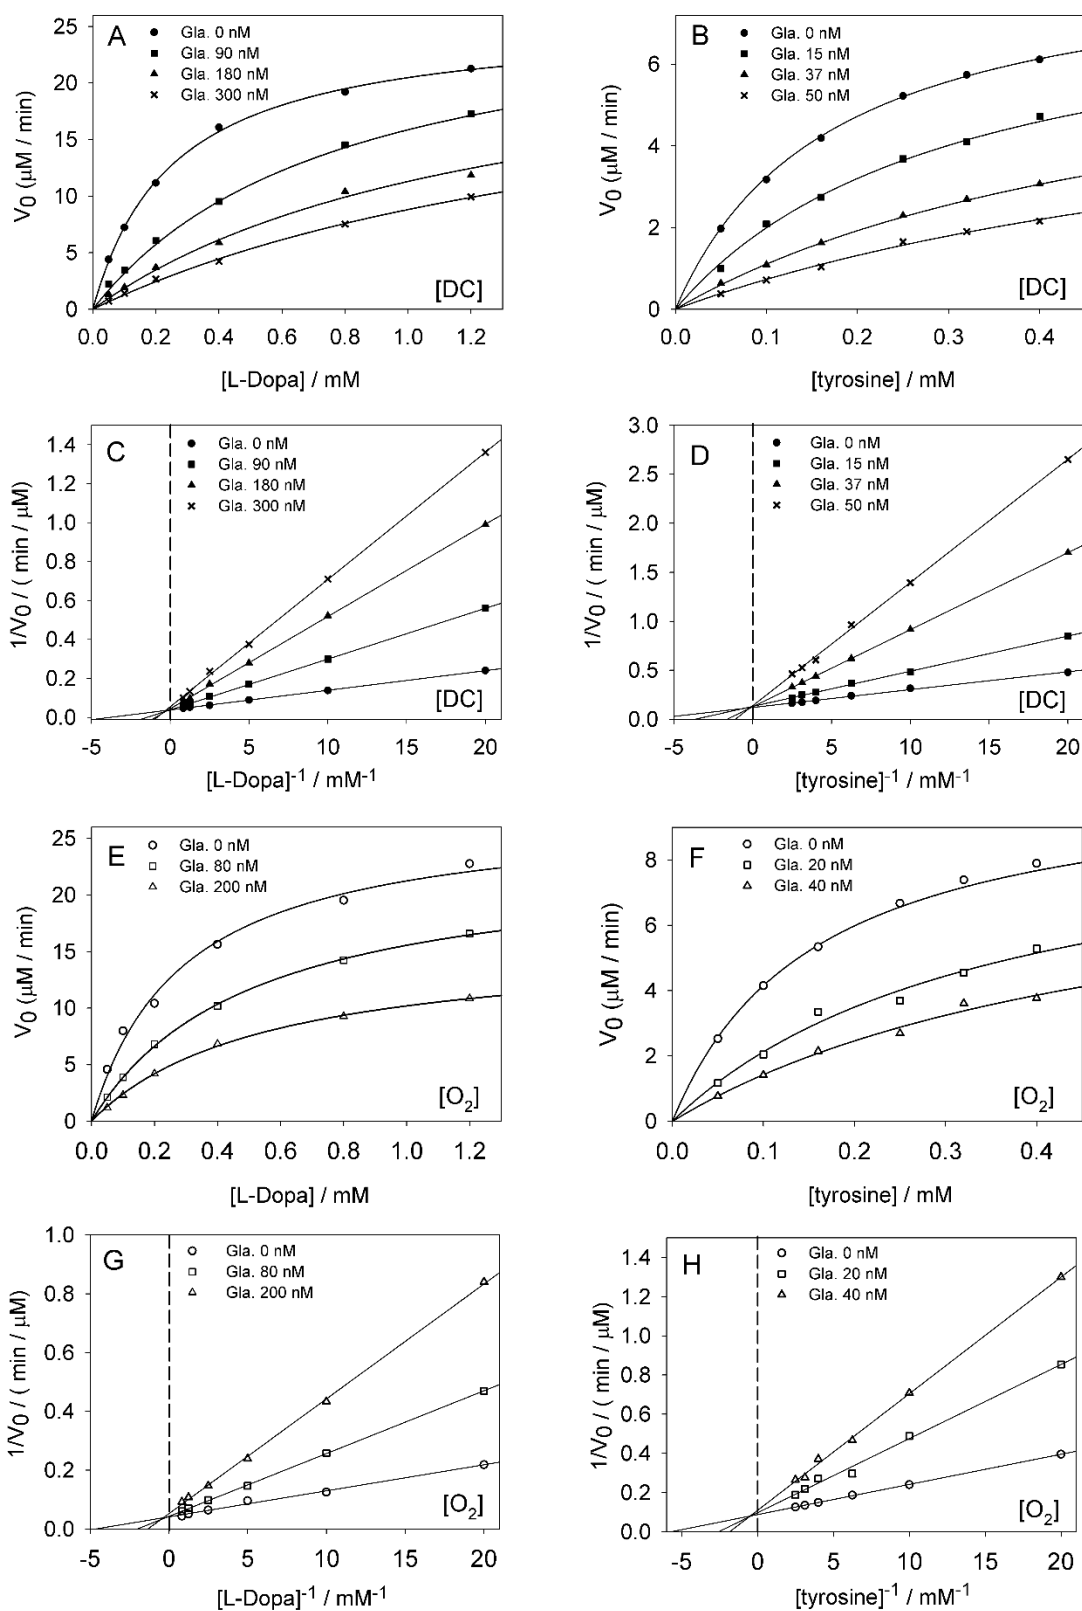 A
Gla. 0 nM
Gla. 90 nM
Gla. 180 nM
Gla. 300 nM
V0 (μM / min)
25
20
15
10
5
0
[DC]
0.0 0.2 0.4 0.6 0.8 1.0 1.2
[L-Dopa] / mM
B
Gla. 0 nM
Gla. 15 nM
Gla. 37 nM
Gla. 50 nM
V0 (μM / min)
6
4
2
0
[DC]
0.0 0.1 0.2 0.3 0.4
[tyrosine] / mM
C
Gla. 0 nM
Gla. 90 nM
Gla. 180 nM
Gla. 300 nM
1/V0 / ( min / μM)
1.4
1.2
1.0
0.8
0.6
0.4
0.2
0.0
[DC]
-5 0 5 10 15 20
[L-Dopa]-1 / mM-1
D
Gla. 0 nM
Gla. 15 nM
Gla. 37 nM
Gla. 50 nM
1/V0 / ( min / μM)
3.0
2.5
2.0
1.5
1.0
0.5
0.0
[DC]
-5 0 5 10 15 20
[tyrosine]-1 / mM-1
E
Gla. 0 nM
Gla. 80 nM
Gla. 200 nM
V0 (μM / min)
25
20
15
10
5
0
[O2]
0.0 0.2 0.4 0.6 0.8 1.0 1.2
[L-Dopa] / mM
F
Gla. 0 nM
Gla. 20 nM
Gla. 40 nM
V0 (μM / min)
8
6
4
2
0
[O2]
0.0 0.1 0.2 0.3 0.4
[tyrosine] / mM
G
Gla. 0 nM
Gla. 80 nM
Gla. 200 nM
1/V0 / ( min / μM)
1.0
0.8
0.6
0.4
0.2
0.0
[O2]
-5 0 5 10 15 20
[L-Dopa]-1 / mM-1
H
Gla. 0 nM
Gla. 20 nM
Gla. 40 nM
1/V0 / ( min / μM)
1.4
1.2
1.0
0.8
0.6
0.4
0.2
0.0
[O2]
-5 0 5 10 15 20
[tyrosine]-1 / mM-1